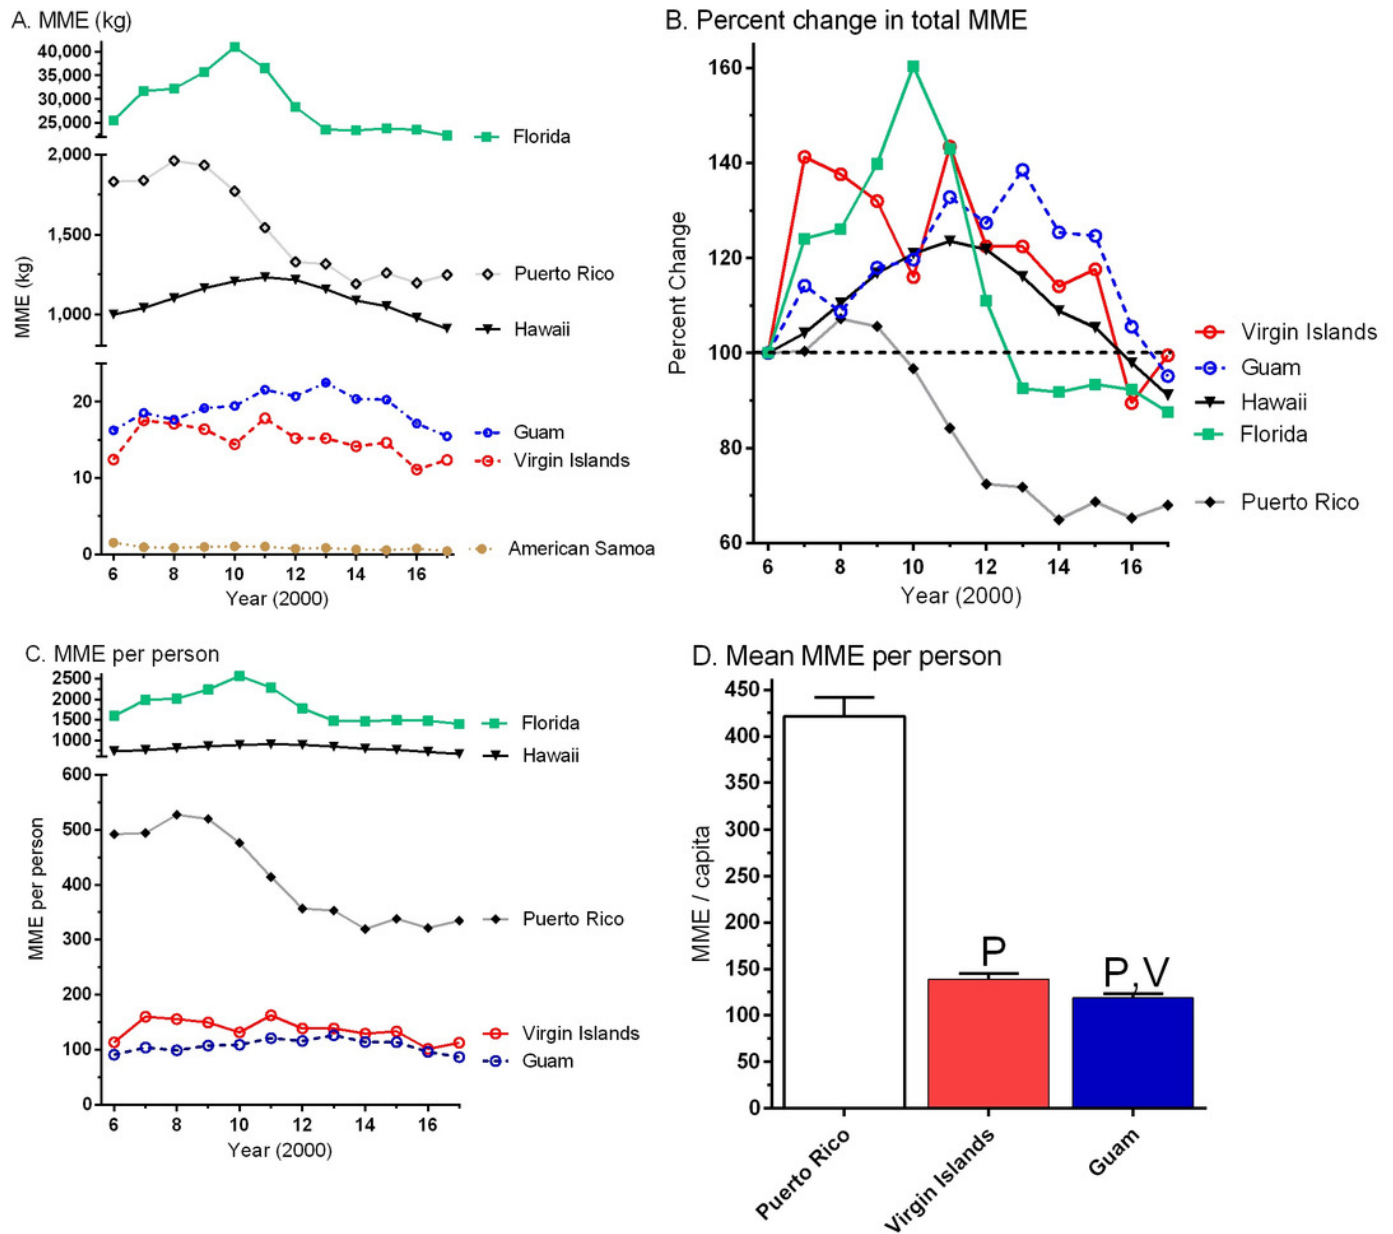 A. MME (kg)
40,000
35,000
30,000
25,000
2,000
1,500
1,000
20
10
0
MME (kg)
Florida
Puerto Rico
Hawaii
Guam
Virgin Islands
American Samoa
6 8 10 12 14 16
Year (2000)
B. Percent change in total MME
160
140
120
100
80
60
Percent Change
Virgin Islands
Guam
Hawaii
Florida
Puerto Rico
6 8 10 12 14 16
Year (2000)
C. MME per person
2500
2000
1500
1000
600
500
400
300
200
100
0
MME per person
Florida
Hawaii
Puerto Rico
Virgin Islands
Guam
6 8 10 12 14 16
Year (2000)
D. Mean MME per person
450
400
350
300
250
200
150
100
50
0
MME / capita
P
P,V
Puerto Rico
Virgin Islands
Guam